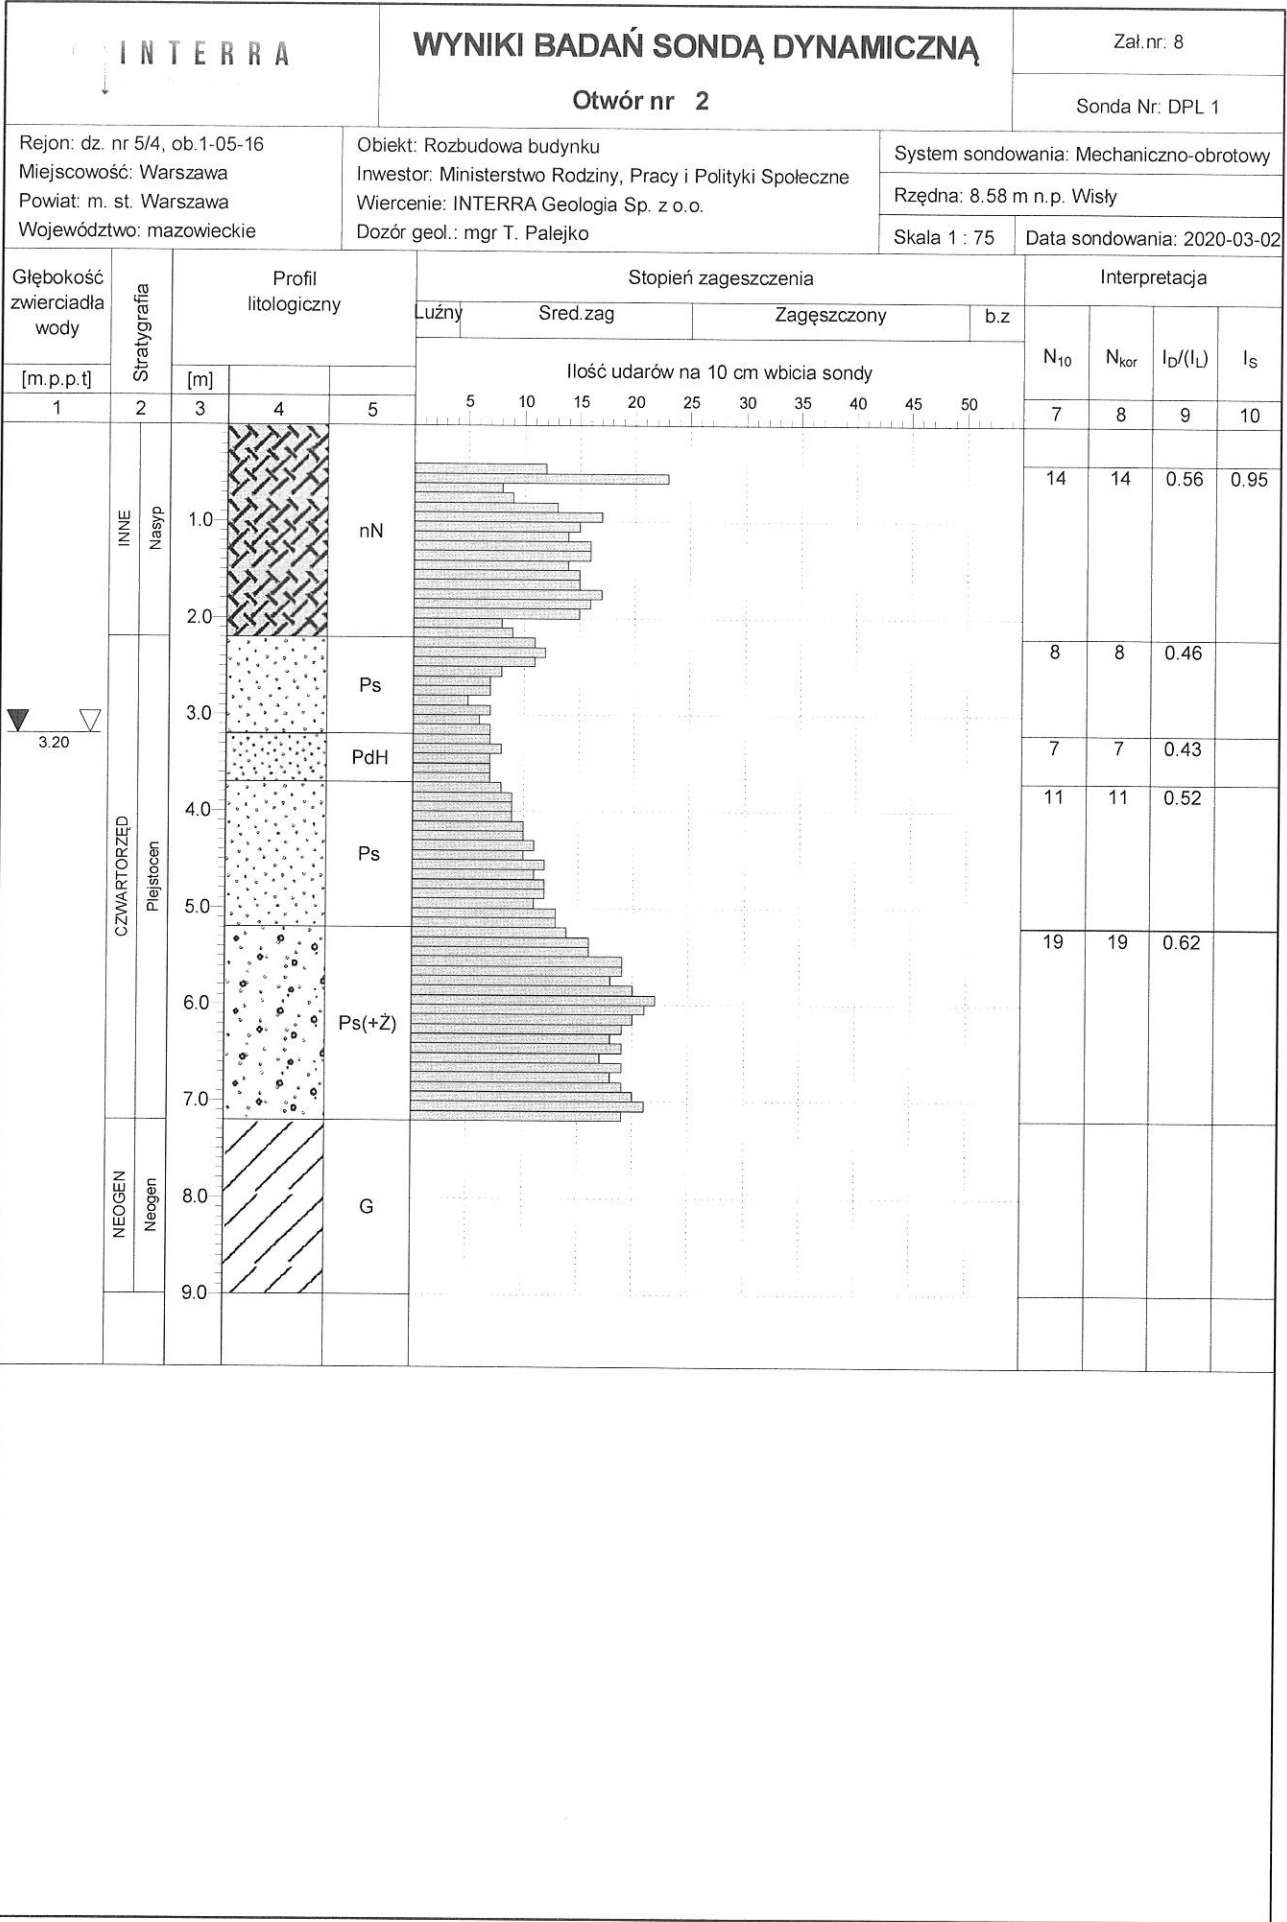 INTERRA
WYNIKI BADAŃ SONDĄ DYNAMICZNĄ
Otwór nr 2
Zał.nr: 8
Sonda Nr: DPL 1
Rejon: dz. nr 5/4, ob.1-05-16
Miejscowość: Warszawa
Powiat: m. st. Warszawa
Województwo: mazowieckie
Obiekt: Rozbudowa budynku
Inwestor: Ministerstwo Rodziny, Pracy i Polityki Społeczne
Wiercenie: INTERRA Geologia Sp. z o.o.
Dozór geol.: mgr T. Palejko
System sondowania: Mechaniczno-obrotowy
Rzędna: 8.58 m n.p. Wisły
Skala 1 : 75
Data sondowania: 2020-03-02
Głębokość
zwierciadła
wody
[m.p.p.t]
Stratygrafia
Profil
litologiczny
[m]
Stopień zageszczenia
Luźny
Sred.zag
Zagęszczony
b.z
Ilość udarów na 10 cm wbicia sondy
5 10 15 20 25 30 35 40 45 50
Interpretacja
N10 Nkor ID/(IL) IS
1 2 3 4 5 7 8 9 10
INNE
Nasyp
1.0
nN
14 14 0.56 0.95
2.0
Ps
8 8 0.46
3.0
3.20
PdH
7 7 0.43
CZWARTORZĘD
Plejstocen
4.0
Ps
11 11 0.52
5.0
19 19 0.62
6.0
Ps(+Ż)
7.0
NEOGEN
Neogen
8.0
G
9.0